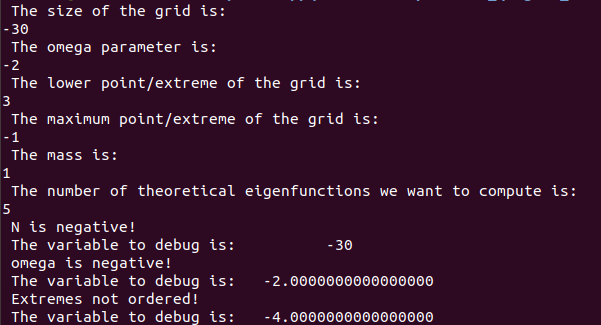 The size of the grid is:
-30
The omega parameter is:
-2
The lower point/extreme of the grid is:
3
The maximum point/extreme of the grid is:
-1
The mass is:
1
The number of theoretical eigenfunctions we want to compute is:
5
N is negative!
The variable to debug is:         -30
omega is negative!
The variable to debug is:   -2.0000000000000000
Extremes not ordered!
The variable to debug is:   -4.0000000000000000